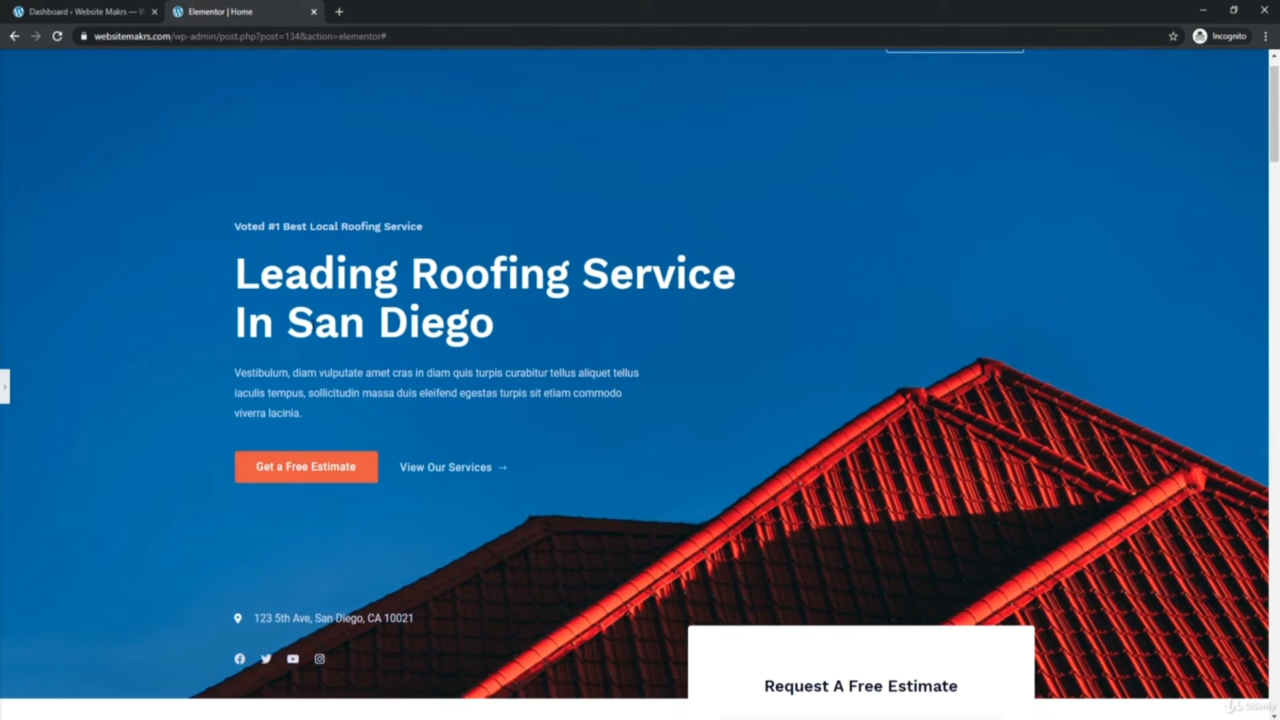 Dashboard ‹ Website Makrs — W
Elementor | Home
websitemakrs.com/wp-admin/post.php?post=134&action=elementor#
Incognito
Voted #1 Best Local Roofing Service
Leading Roofing Service
In San Diego
Vestibulum, diam vulputate amet cras in diam quis turpis curabitur tellus aliquet tellus
iaculis tempus, sollicitudin massa duis eleifend egestas turpis sit etiam commodo
viverra lacinia.
Get a Free Estimate
View Our Services →
123 5th Ave, San Diego, CA 10021
Request A Free Estimate
Udemy